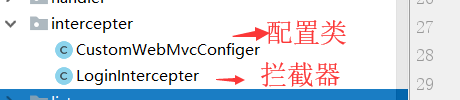 intercepter
CustomWebMvcConfiger
LoginIntercepter
配置类
拦截器
27
28
29